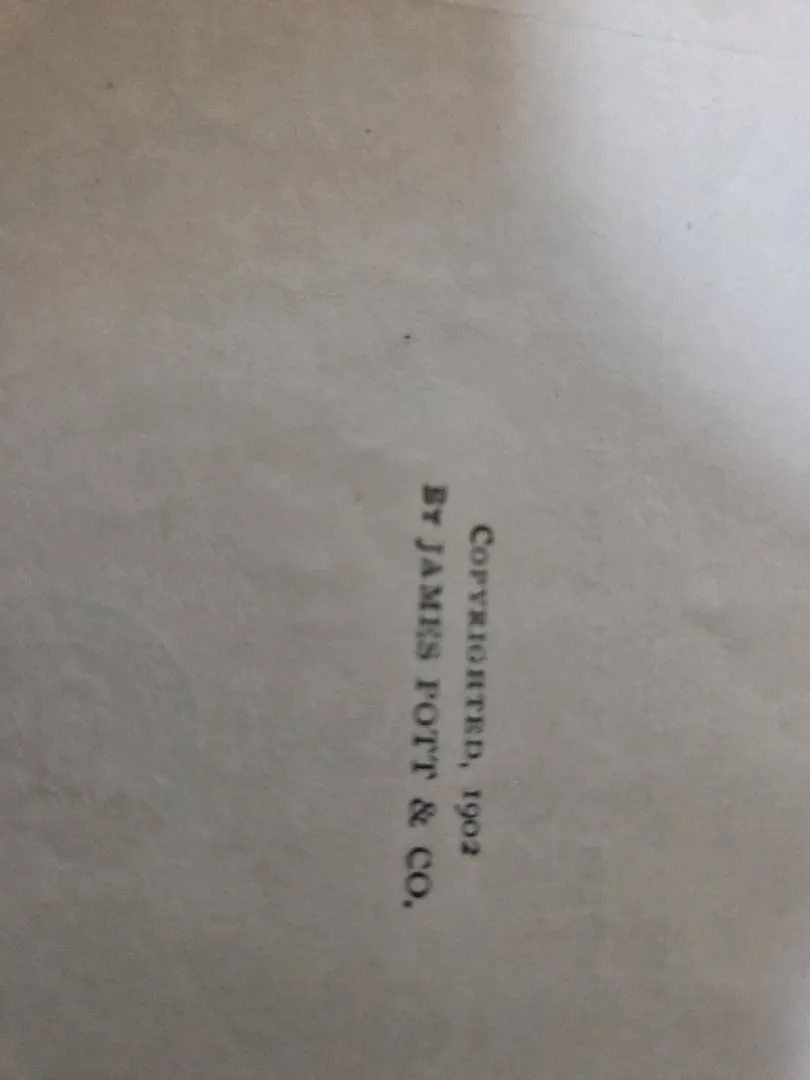 Copyrighted, 1902
By JAMES POTT & CO.